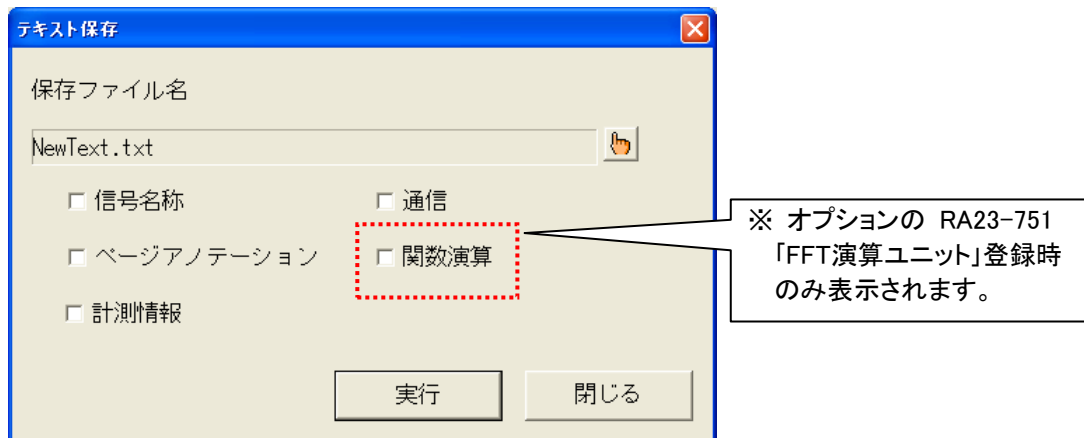 テキスト保存
保存ファイル名
NewText.txt
信号名称
通信
ページアノテーション
関数演算
計測情報
実行
閉じる
※ オプションの RA23-751
「FFT演算ユニット」登録時
のみ表示されます。